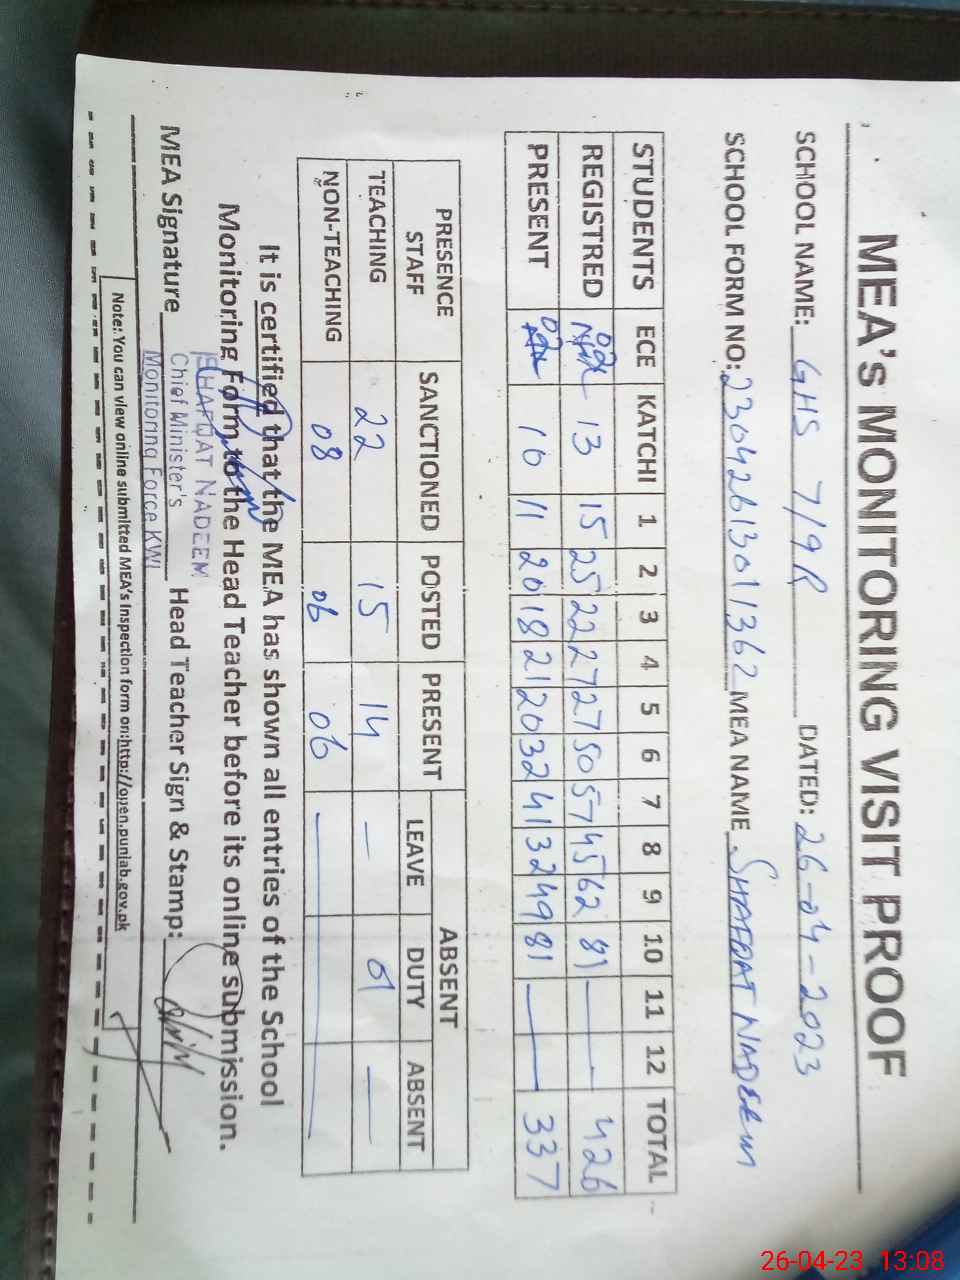 MEA's MONITORING VISIT PROOF
SCHOOL NAME: GHS 7/9R DATED: 26-04-2023
SCHOOL FORM NO: 23042613011362 MEA NAME SHAFQAT NADEEM
STUDENTS ECE KATCHI 1 2 3 4 5 6 7 8 9 10 11 12 TOTAL
REGISTRED 02 13 15 25 22 27 27 50 57 45 62 81 — — 426
PRESENT 02 10 11 20 18 21 20 32 41 32 49 81 — — 337
PRESENCE STAFF SANCTIONED POSTED PRESENT ABSENT
LEAVE DUTY ABSENT
TEACHING 22 15 14 — 01 —
NON-TEACHING 08 06 06 —
It is certified that the MEA has shown all entries of the School
Monitoring Form to the Head Teacher before its online submission.
SHAFQAT NADEEM
Chief Minister's
Monitoring Force KWL
MEA Signature Head Teacher Sign & Stamp:
Note: You can view online submitted MEA's Inspection form on:http://open.punjab.gov.pk
26-04-23 13:08